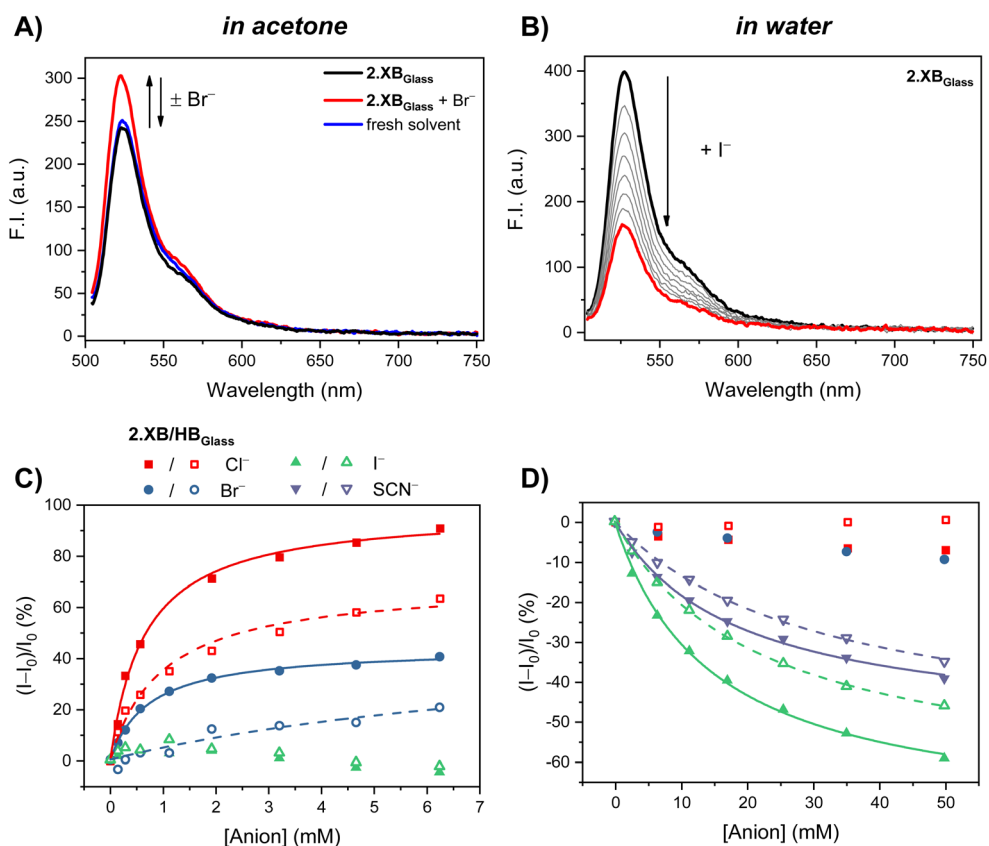 A) in acetone
B) in water
F.I. (a.u.)
300
250
200
150
100
50
0
± Br⁻
2.XB_Glass
2.XB_Glass + Br⁻
fresh solvent
500 550 600 650 700 750
Wavelength (nm)
F.I. (a.u.)
400
300
200
100
0
+ I⁻
2.XB_Glass
550 600 650 700 750
Wavelength (nm)
C)
2.XB/HB_Glass
/ Cl⁻ / I⁻
/ Br⁻ / SCN⁻
(I–I₀)/I₀ (%)
100
80
60
40
20
0
0 1 2 3 4 5 6 7
[Anion] (mM)
D)
(I–I₀)/I₀ (%)
0
-10
-20
-30
-40
-50
-60
0 10 20 30 40 50
[Anion] (mM)